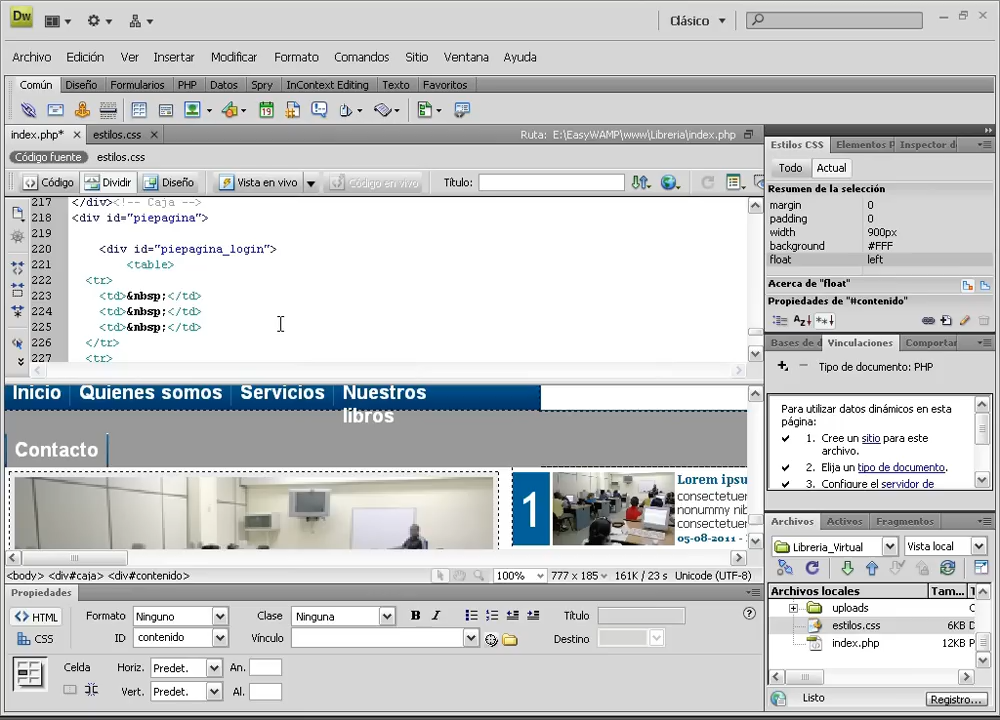 Dw
Clásico
Archivo Edición Ver Insertar Modificar Formato Comandos Sitio Ventana Ayuda
Común Diseño Formularios PHP Datos Spry InContext Editing Texto Favoritos
index.php* estilos.css Ruta: E:\EasyWAMP\www\Libreria\index.php
Código fuente estilos.css
Código Dividir Diseño Vista en vivo Código en vivo Título:
217 </div><!-- Caja -->
218 <div id="piepagina">
219
220 <div id="piepagina_login">
221 <table>
222 <tr>
223 <td>&nbsp;</td>
224 <td>&nbsp;</td>
225 <td>&nbsp;</td>
226 </tr>
227 <tr>
Inicio Quienes somos Servicios Nuestros
libros
Contacto
1
Lorem ipsu
consectetuer
nonummy nib
consectetuer
05-08-2011 -
<body> <div#caja> <div#contenido> 100% 777 x 185 161K / 23 s Unicode (UTF-8)
Propiedades
HTML Formato Ninguno Clase Ninguna B I Título
CSS ID contenido Vínculo Destino
Celda Horiz. Predet. An.
Vert. Predet. Al.
Estilos CSS Elementos P Inspector d
Todo Actual
Resumen de la selección
margin 0
padding 0
width 900px
background #FFF
float left
Acerca de "float"
Propiedades de "#contenido"
Bases de d Vinculaciones Comportar
Tipo de documento: PHP
Para utilizar datos dinámicos en esta
página:
1. Cree un sitio para este
archivo.
2. Elija un tipo de documento.
3. Configure el servidor de
Archivos Activos Fragmentos
Libreria_Virtual Vista local
Archivos locales Tam... T
uploads C
estilos.css 6KB D
index.php 12KB P
Listo Registro...